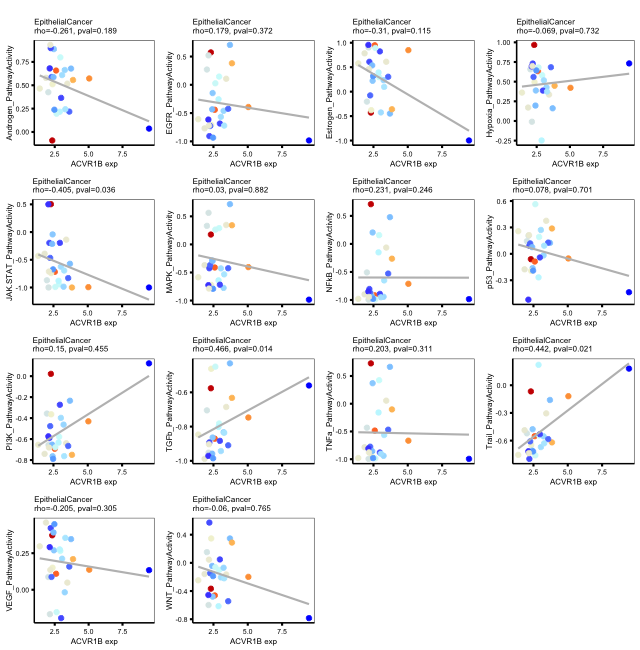 EpithelialCancer
rho=-0.261, pval=0.189
Androgen_PathwayActivity
0.75
0.50
0.25
0.00
2.5
5.0
7.5
ACVR1B exp
EpithelialCancer
rho=0.179, pval=0.372
EGFR_PathwayActivity
0.5
0.0
-0.5
-1.0
2.5
5.0
7.5
ACVR1B exp
EpithelialCancer
rho=-0.31, pval=0.115
Estrogen_PathwayActivity
1.0
0.5
0.0
-0.5
-1.0
2.5
5.0
7.5
ACVR1B exp
EpithelialCancer
rho=-0.069, pval=0.732
Hypoxia_PathwayActivity
1.00
0.75
0.50
0.25
0.00
-0.25
2.5
5.0
7.5
ACVR1B exp
EpithelialCancer
rho=-0.405, pval=0.036
JAK.STAT_PathwayActivity
0.5
0.0
-0.5
-1.0
2.5
5.0
7.5
ACVR1B exp
EpithelialCancer
rho=0.03, pval=0.882
MAPK_PathwayActivity
0.5
0.0
-0.5
-1.0
2.5
5.0
7.5
ACVR1B exp
EpithelialCancer
rho=0.231, pval=0.246
NFkB_PathwayActivity
0.5
0.0
-0.5
-1.0
2.5
5.0
7.5
ACVR1B exp
EpithelialCancer
rho=0.078, pval=0.701
p53_PathwayActivity
0.6
0.3
0.0
-0.3
2.5
5.0
7.5
ACVR1B exp
EpithelialCancer
rho=0.15, pval=0.455
PI3K_PathwayActivity
0.0
-0.2
-0.4
-0.6
-0.8
2.5
5.0
7.5
ACVR1B exp
EpithelialCancer
rho=0.466, pval=0.014
TGFb_PathwayActivity
-0.4
-0.6
-0.8
-1.0
2.5
5.0
7.5
ACVR1B exp
EpithelialCancer
rho=0.203, pval=0.311
TNFa_PathwayActivity
0.5
0.0
-0.5
-1.0
2.5
5.0
7.5
ACVR1B exp
EpithelialCancer
rho=0.442, pval=0.021
Trail_PathwayActivity
0.0
-0.3
-0.6
2.5
5.0
7.5
ACVR1B exp
EpithelialCancer
rho=-0.205, pval=0.305
VEGF_PathwayActivity
0.25
0.00
2.5
5.0
7.5
ACVR1B exp
EpithelialCancer
rho=-0.06, pval=0.765
WNT_PathwayActivity
0.4
0.0
-0.4
-0.8
2.5
5.0
7.5
ACVR1B exp